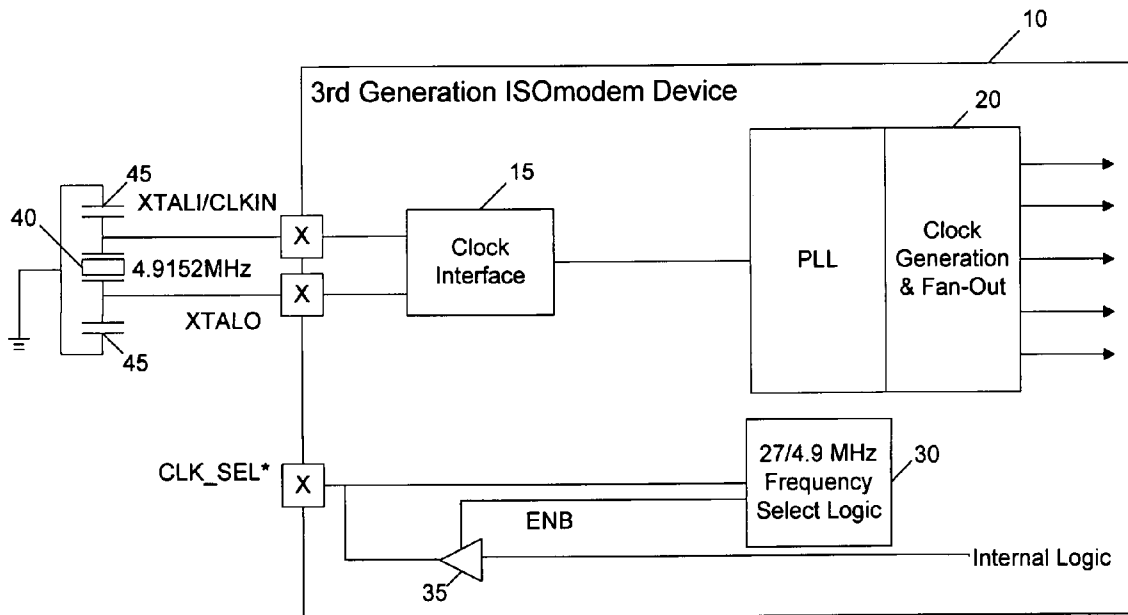 10
3rd Generation ISOmodem Device
20
45
XTALI/CLKIN
15
40
X
Clock
Interface
PLL
Clock
Generation
& Fan-Out
4.9152MHz
X
XTALO
45
CLK_SEL*
X
27/4.9 MHz
Frequency
Select Logic
30
ENB
Internal Logic
35